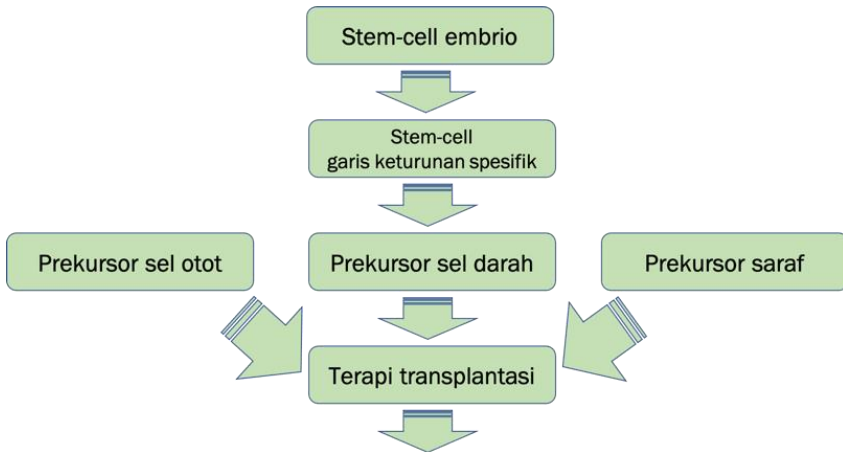 Stem-cell embrio
Stem-cell
garis keturunan spesifik
Prekursor sel otot
Prekursor sel darah
Prekursor saraf
Terapi transplantasi